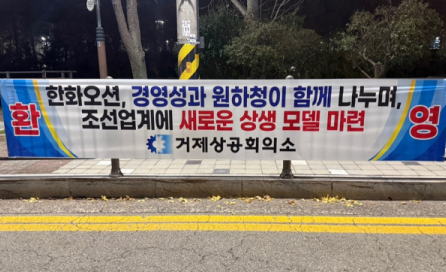 환 영
한화오션, 경영성과 원하청이 함께 나누며,
조선업계에 새로운 상생 모델 마련
거제상공회의소